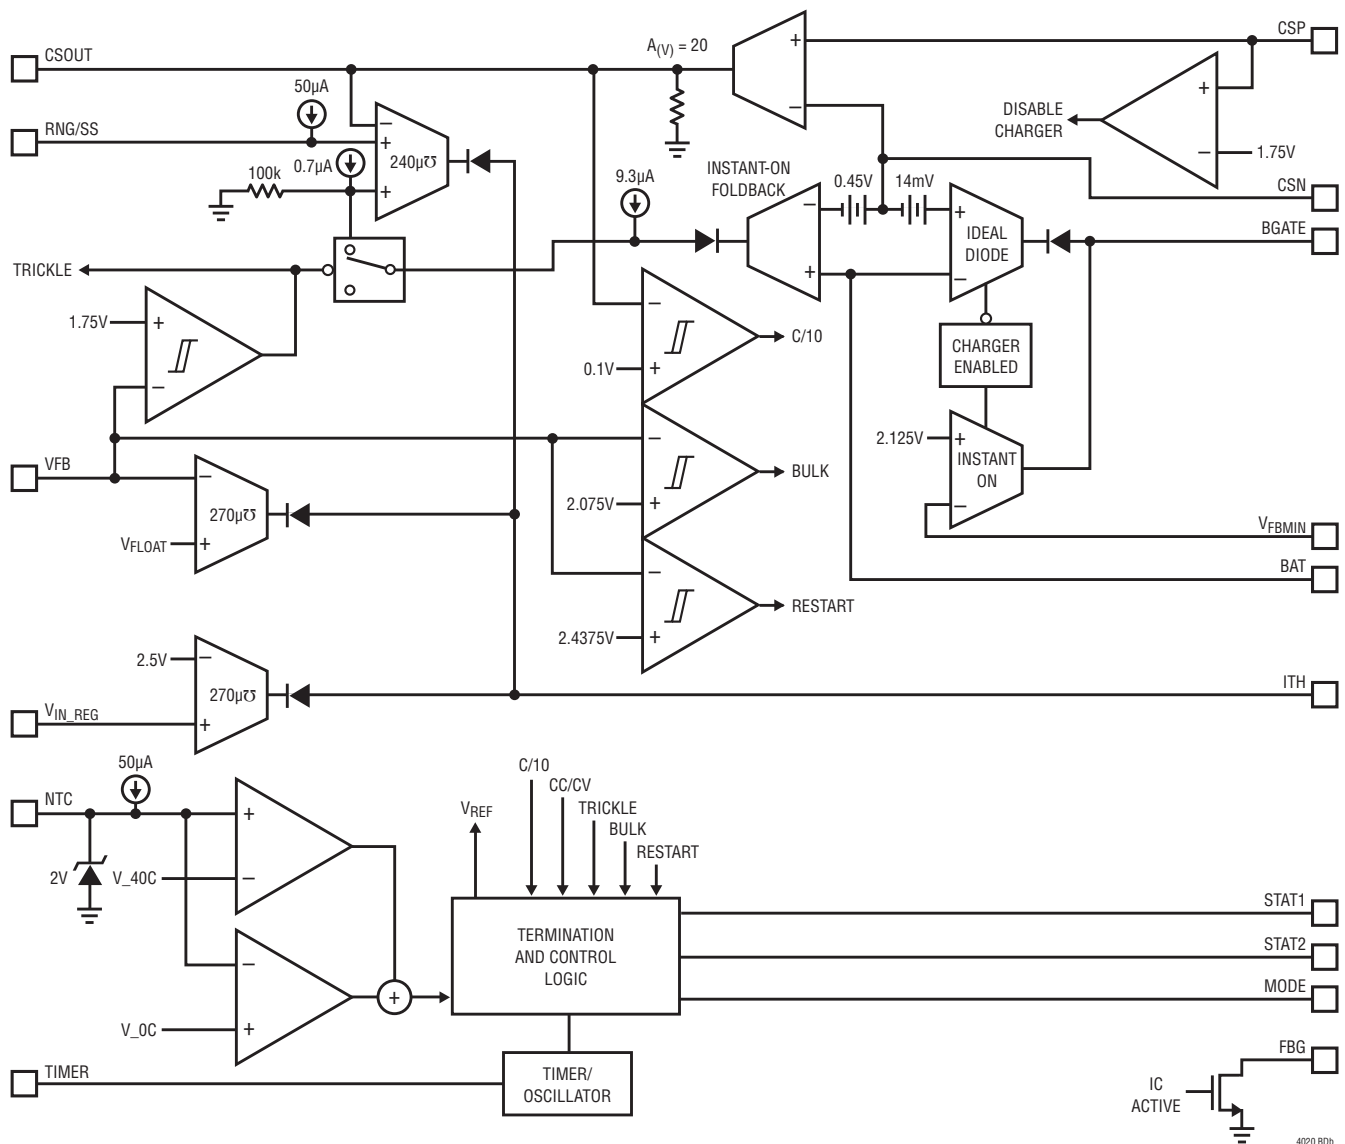 CSOUT
A(V) = 20
CSP
50µA
+
−
+
RNG/SS
−
+
240µ℧
DISABLE
CHARGER
1.75V
−
100k
0.7µA
+
INSTANT-ON
FOLDBACK
0.45V
14mV
CSN
9.3µA
−
+
IDEAL
DIODE
BGATE
TRICKLE
+
−
1.75V
+
−
−
C/10
0.1V
+
CHARGER
ENABLED
2.125V
+
INSTANT
ON
−
VFB
−
270µ℧
VFLOAT
+
−
BULK
2.075V
+
VFBMIN
BAT
−
RESTART
2.4375V
+
2.5V
−
270µ℧
ITH
VIN_REG
+
50µA
NTC
+
2V
V_40C
−
−
V_0C
+
+
C/10
CC/CV
VREF
TRICKLE
BULK
RESTART
TERMINATION
AND CONTROL
LOGIC
STAT1
STAT2
MODE
TIMER
TIMER/
OSCILLATOR
FBG
IC
ACTIVE
4020 BDb